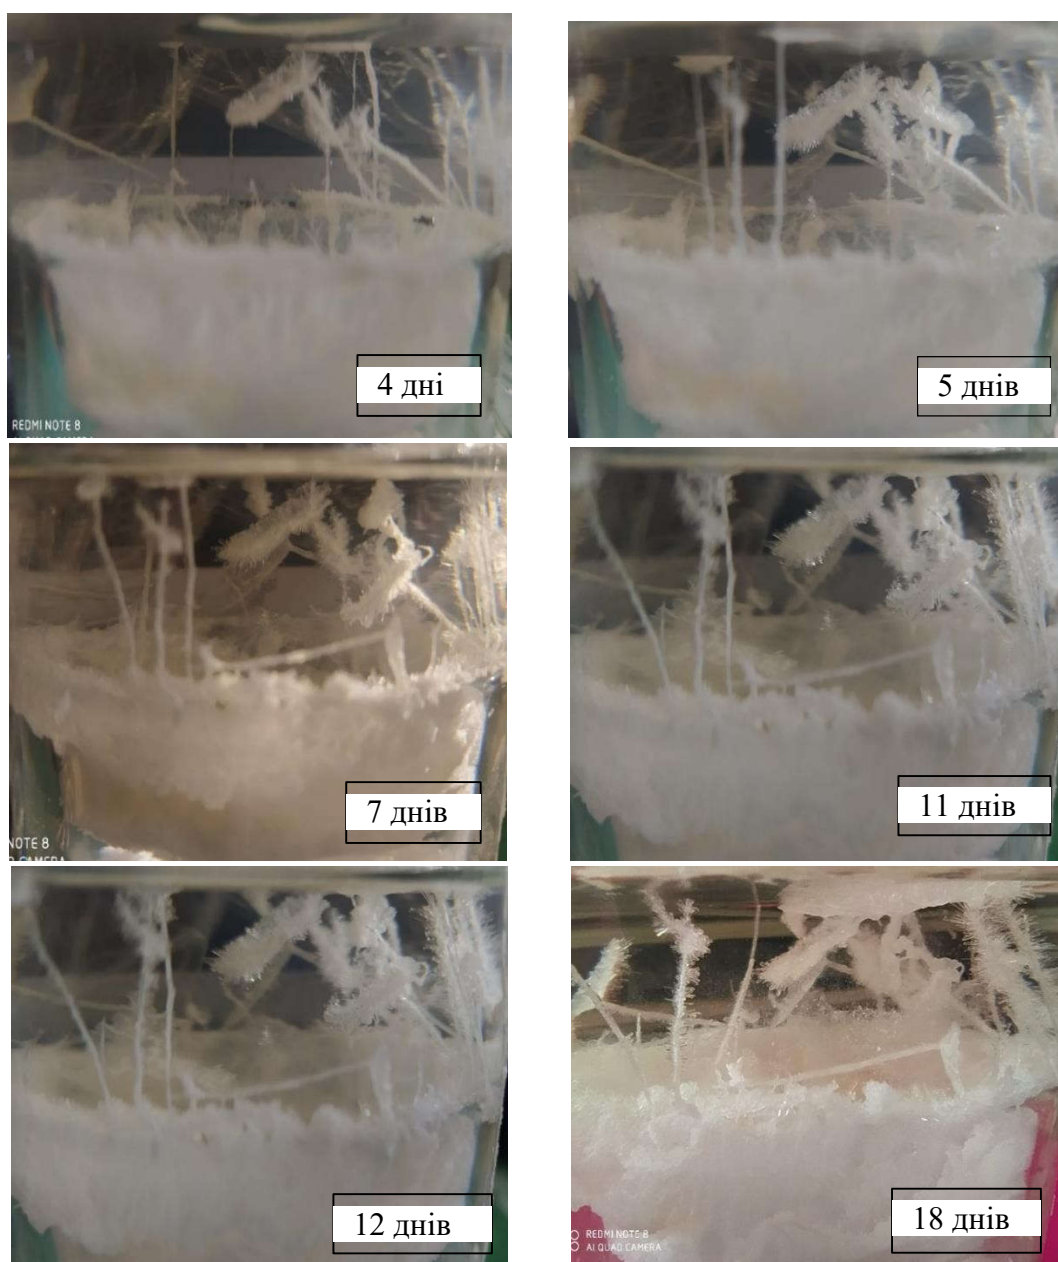 4 дні
REDMI NOTE 8
5 днів
7 днів
NOTE 8
CAMERA
11 днів
12 днів
18 днів
REDMI NOTE 8
AI QUAD CAMERA